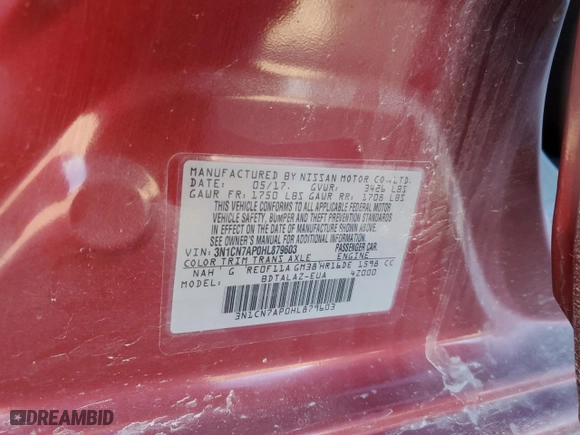 MANUFACTURED BY NISSAN MOTOR CO.,LTD.
DATE: 05/17. GVWR: 3426 LBS
GAWR FR: 1750 LBS GAWR RR: 1708 LBS
THIS VEHICLE CONFORMS TO ALL APPLICABLE FEDERAL MOTOR
VEHICLE SAFETY, BUMPER AND THEFT PREVENTION STANDARDS
IN EFFECT ON THE DATE OF MANUFACTURE SHOWN ABOVE.
SEE OWNER'S MANUAL FOR ADDITIONAL INFORMATION.
VIN: 3N1CN7AP0HL879603 PASSENGER CAR
COLOR TRIM TRANS AXLE ENGINE
NAH G RE0F11A GM38 HR16DE 1598 CC
MODEL: BDTALAZ-EUA 4Z000
3N1CN7AP0HL879603
DREAMBID